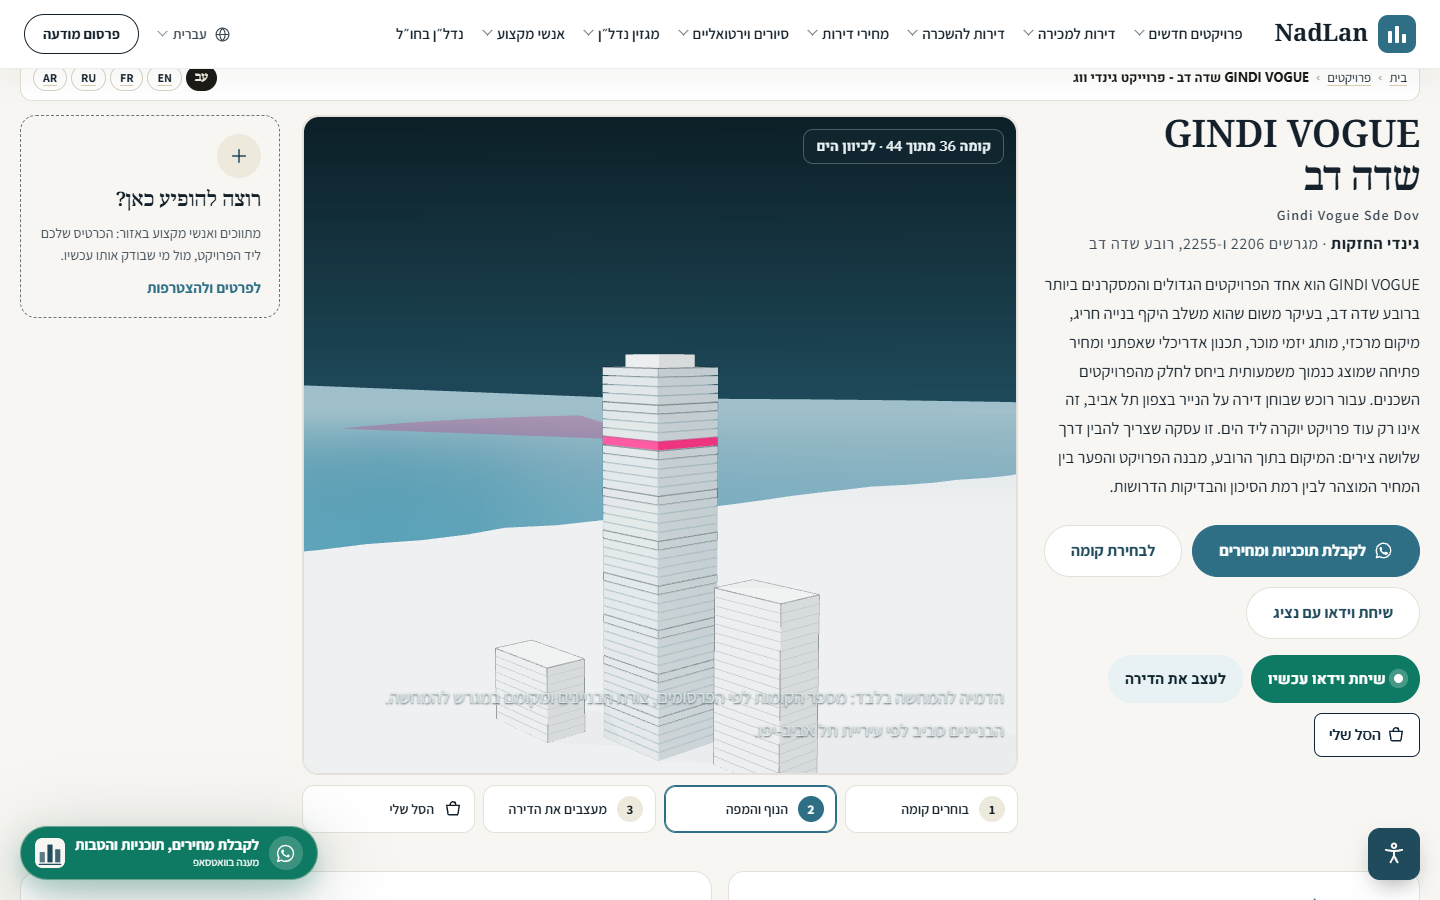 NadLan
פרויקטים חדשים
דירות למכירה
דירות להשכרה
מחירי דירות
סיורים וירטואליים
מגזין נדל״ן
אנשי מקצוע
נדל״ן בחו״ל
עברית
פרסום מודעה
בית › פרויקטים › GINDI VOGUE שדה דב - פרוייקט גינדי ווג
עב
EN
FR
RU
AR
GINDI VOGUE
שדה דב
Gindi Vogue Sde Dov
גינדי החזקות · מגרשים 2206 ו-2255, רובע שדה דב
GINDI VOGUE הוא אחד הפרויקטים הגדולים והמסקרנים ביותר
ברובע שדה דב, בעיקר משום שהוא משלב היקף בנייה חריג,
מיקום מרכזי, מותג יזמי מוכר, תכנון אדריכלי שאפתני ומחיר
פתיחה שמוצג כנמוך משמעותית ביחס לחלק מהפרויקטים
השכנים. עבור רוכש שבוחן דירה על הנייר בצפון תל אביב, זה
אינו רק עוד פרויקט יוקרה ליד הים. זו עסקה שצריך להבין דרך
שלושה צירים: המיקום בתוך הרובע, מבנה הפרויקט והפער בין
המחיר המוצהר לבין רמת הסיכון והבדיקות הדרושות.
לקבלת תוכניות ומחירים
לבחירת קומה
שיחת וידאו עם נציג
שיחת וידאו עכשיו
לעצב את הדירה
הסל שלי
קומה 36 מתוך 44 · לכיוון הים
הדמיה להמחשה בלבד: מספר הקומות לפי הפרסומים, צורת הבניינים ומיקומם במגרש להמחשה.
הבניינים סביב לפי עיריית תל אביב-יפו.
1 בוחרים קומה
2 הנוף והמפה
3 מעצבים את הדירה
הסל שלי
רוצה להופיע כאן?
מתווכים ואנשי מקצוע באזור: הכרטיס שלכם
ליד הפרויקט, מול מי שבודק אותו עכשיו.
לפרטים ולהצטרפות
לקבלת מחירים, תוכניות והטבות
מענה בוואטסאפ